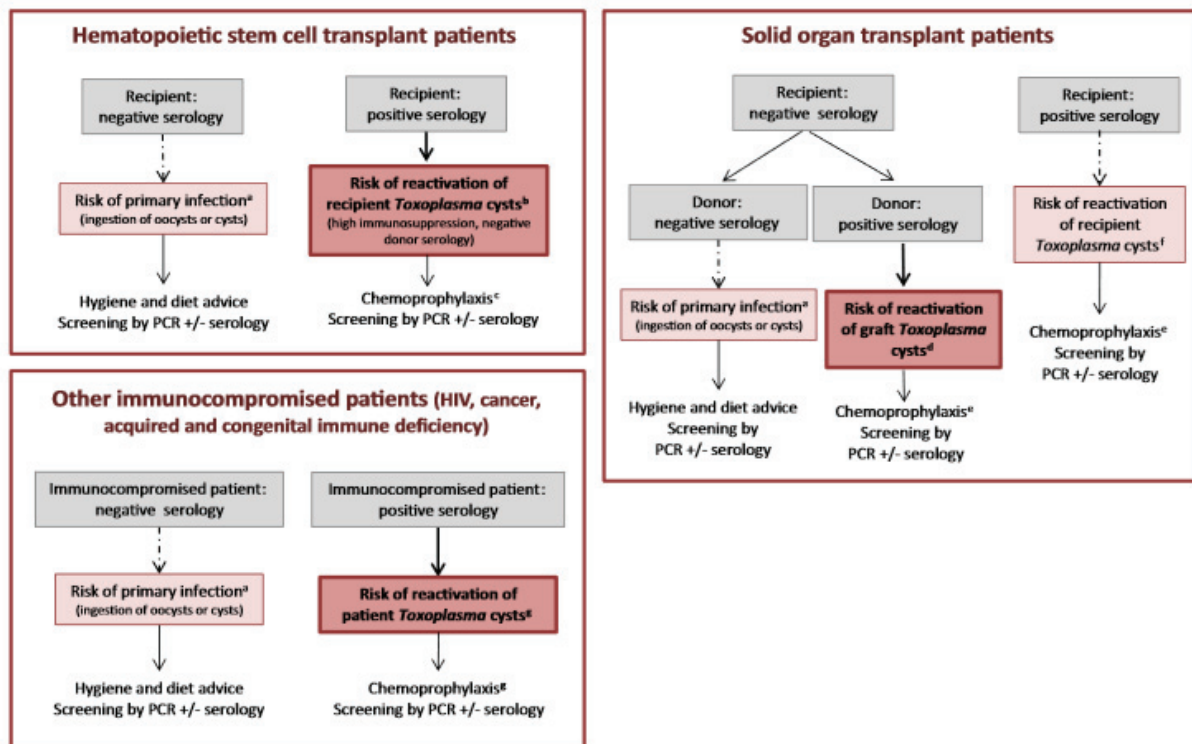 Hematopoietic stem cell transplant patients
Recipient:
negative serology
Recipient:
positive serology
Risk of primary infectionᵃ
(ingestion of oocysts or cysts)
Risk of reactivation of
recipient Toxoplasma cystsᵇ
(high immunosuppression, negative
donor serology)
Hygiene and diet advice
Screening by PCR +/- serology
Chemoprophylaxisᶜ
Screening by PCR +/- serology
Other immunocompromised patients (HIV, cancer,
acquired and congenital immune deficiency)
Immunocompromised patient:
negative serology
Immunocompromised patient:
positive serology
Risk of primary infectionᵃ
(ingestion of oocysts or cysts)
Risk of reactivation of
patient Toxoplasma cystsᵍ
Hygiene and diet advice
Screening by PCR +/- serology
Chemoprophylaxisᵍ
Screening by PCR +/- serology
Solid organ transplant patients
Recipient:
negative serology
Recipient:
positive serology
Donor:
negative serology
Donor:
positive serology
Risk of reactivation
of recipient
Toxoplasma cystsᶠ
Risk of primary infectionᵃ
(ingestion of oocysts or cysts)
Risk of reactivation
of graft Toxoplasma
cystsᵈ
Chemoprophylaxisᵉ
Screening by
PCR +/- serology
Hygiene and diet advice
Screening by
PCR +/- serology
Chemoprophylaxisᵉ
Screening by
PCR +/- serology